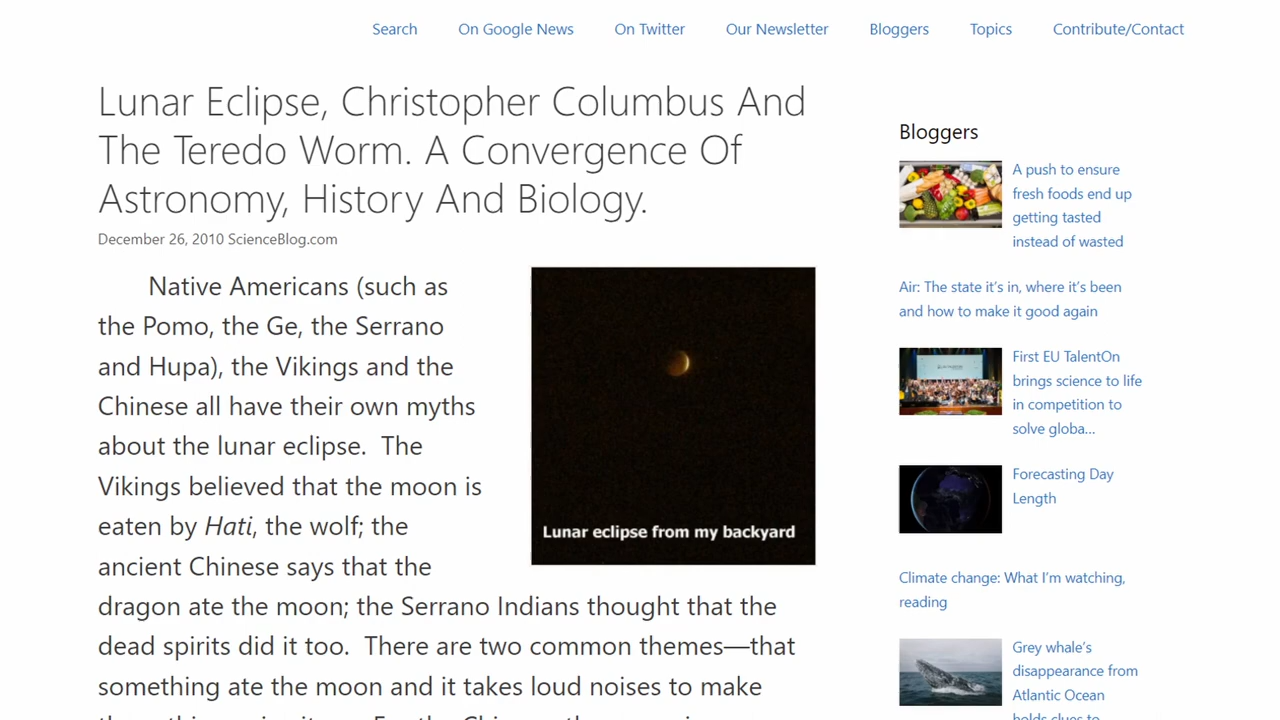 Search On Google News On Twitter Our Newsletter Bloggers Topics Contribute/Contact
Lunar Eclipse, Christopher Columbus And
The Teredo Worm. A Convergence Of
Astronomy, History And Biology.
December 26, 2010 ScienceBlog.com
Native Americans (such as
the Pomo, the Ge, the Serrano
and Hupa), the Vikings and the
Chinese all have their own myths
about the lunar eclipse. The
Vikings believed that the moon is
eaten by Hati, the wolf; the
ancient Chinese says that the
dragon ate the moon; the Serrano Indians thought that the
dead spirits did it too. There are two common themes—that
something ate the moon and it takes loud noises to make
Lunar eclipse from my backyard
Bloggers
A push to ensure
fresh foods end up
getting tasted
instead of wasted
Air: The state it's in, where it's been
and how to make it good again
First EU TalentOn
brings science to life
in competition to
solve globa...
Forecasting Day
Length
Climate change: What I'm watching,
reading
Grey whale's
disappearance from
Atlantic Ocean
holds clues to